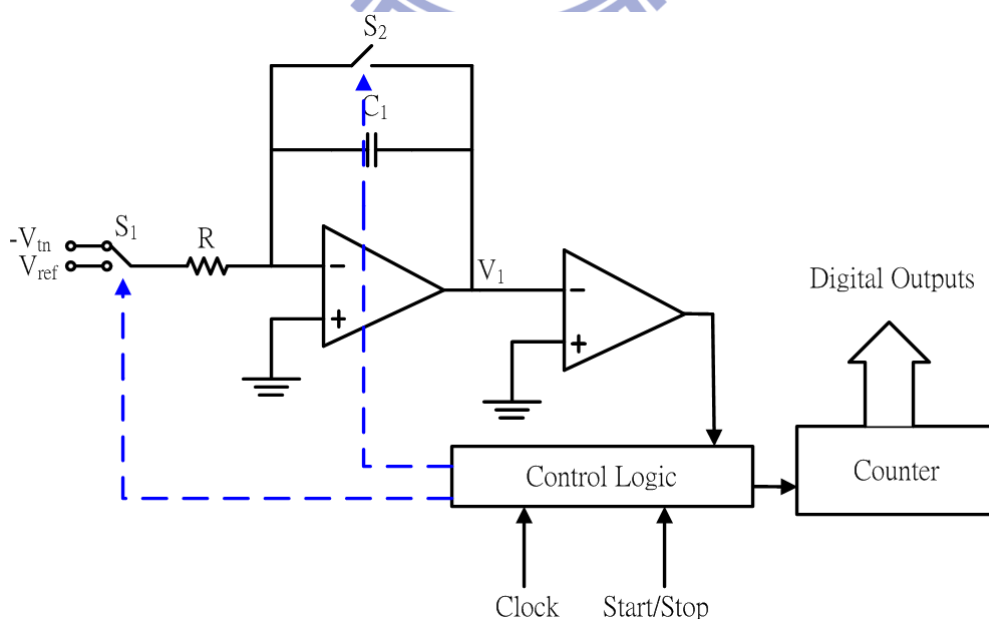 S₂
C₁
-Vtn
S₁
R
Vref
V₁
Digital Outputs
Control Logic
Counter
Clock
Start/Stop